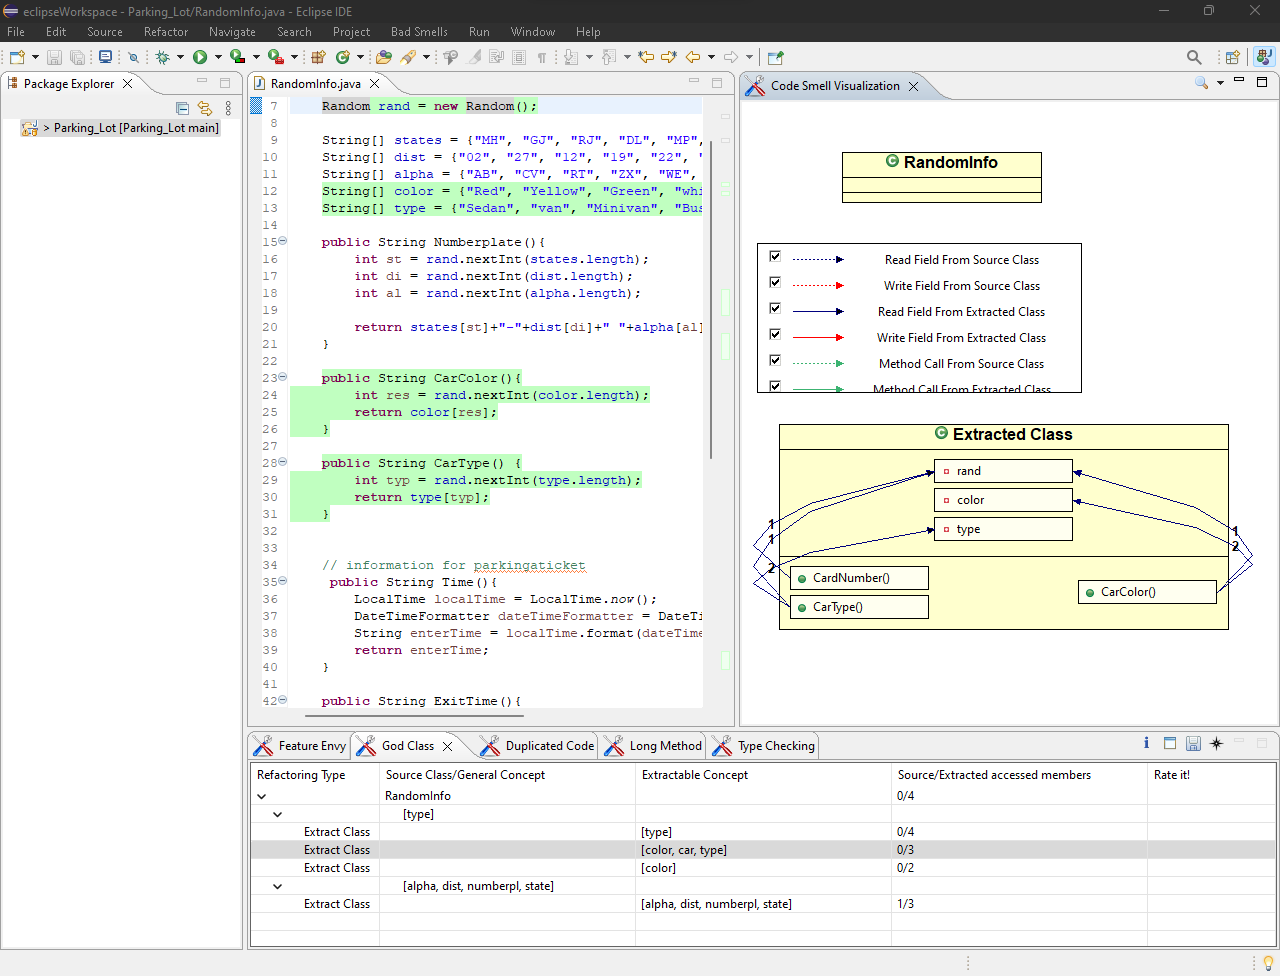 eclipseWorkspace - Parking_Lot/RandomInfo.java - Eclipse IDE
File Edit Source Refactor Navigate Search Project Bad Smells Run Window Help
Package Explorer
> Parking_Lot [Parking_Lot main]
RandomInfo.java
7 Random rand = new Random();
8
9 String[] states = {"MH", "GJ", "RJ", "DL", "MP",
10 String[] dist = {"02", "27", "12", "19", "22", "
11 String[] alpha = {"AB", "CV", "RT", "ZX", "WE",
12 String[] color = {"Red", "Yellow", "Green", "whi
13 String[] type = {"Sedan", "van", "Minivan", "Bus
14
15 public String Numberplate(){
16 int st = rand.nextInt(states.length);
17 int di = rand.nextInt(dist.length);
18 int al = rand.nextInt(alpha.length);
19
20 return states[st]+"-"+dist[di]+" "+alpha[al]
21 }
22
23 public String CarColor(){
24 int res = rand.nextInt(color.length);
25 return color[res];
26 }
27
28 public String CarType() {
29 int typ = rand.nextInt(type.length);
30 return type[typ];
31 }
32
33
34 // information for parkingaticket
35 public String Time(){
36 LocalTime localTime = LocalTime.now();
37 DateTimeFormatter dateTimeFormatter = DateTi
38 String enterTime = localTime.format(dateTime
39 return enterTime;
40 }
41
42 public String ExitTime(){
Code Smell Visualization
RandomInfo
Read Field From Source Class
Write Field From Source Class
Read Field From Extracted Class
Write Field From Extracted Class
Method Call From Source Class
Method Call From Extracted Class
Extracted Class
rand
color
type
1
1
2
1
2
CardNumber()
CarType()
CarColor()
Feature Envy God Class Duplicated Code Long Method Type Checking
Refactoring Type Source Class/General Concept Extractable Concept Source/Extracted accessed members Rate it!
RandomInfo 0/4
[type]
Extract Class [type] 0/4
Extract Class [color, car, type] 0/3
Extract Class [color] 0/2
[alpha, dist, numberpl, state]
Extract Class [alpha, dist, numberpl, state] 1/3